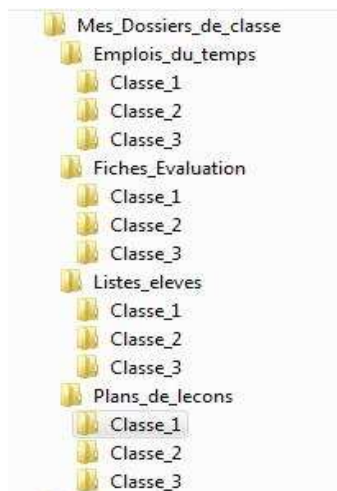 Mes_Dossiers_de_classe
Emplois_du_temps
Classe_1
Classe_2
Classe_3
Fiches_Evaluation
Classe_1
Classe_2
Classe_3
Listes_eleves
Classe_1
Classe_2
Classe_3
Plans_de_lecons
Classe_1
Classe_2
Classe_3